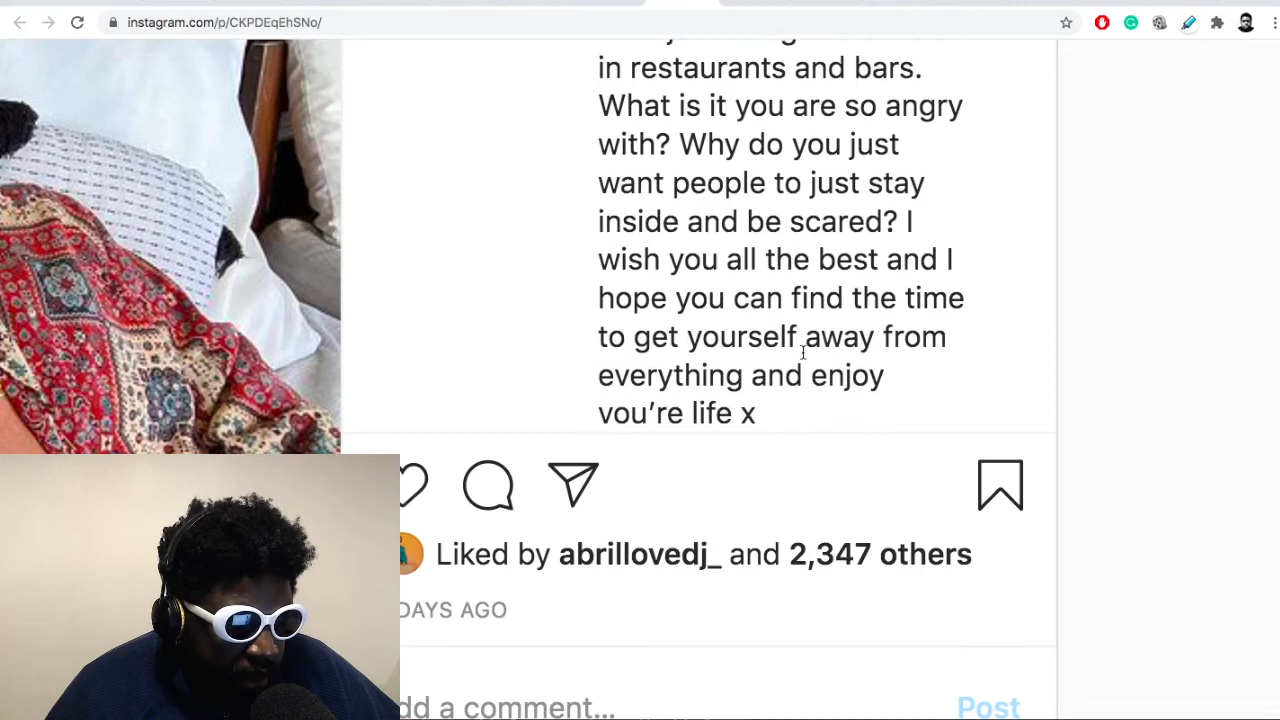 instagram.com/p/CKPDEqEhSNo/
in restaurants and bars.
What is it you are so angry
with? Why do you just
want people to just stay
inside and be scared? I
wish you all the best and I
hope you can find the time
to get yourself away from
everything and enjoy
you're life x
Liked by abrillovedj_ and 2,347 others
DAYS AGO
dd a comment...
Post